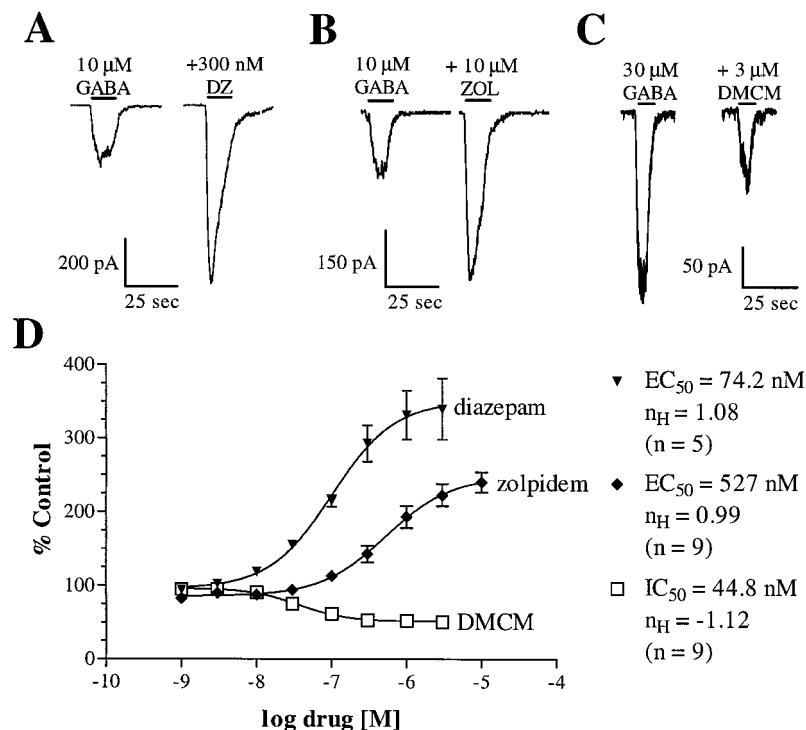 A
10 μM
GABA
+300 nM
DZ
200 pA
25 sec
B
10 μM
GABA
+ 10 μM
ZOL
150 pA
25 sec
C
30 μM
GABA
+ 3 μM
DMCM
50 pA
25 sec
D
400
300
200
100
0
% Control
-10
-9
-8
-7
-6
-5
-4
log drug [M]
diazepam
zolpidem
DMCM
EC50 = 74.2 nM
nH = 1.08
(n = 5)
EC50 = 527 nM
nH = 0.99
(n = 9)
IC50 = 44.8 nM
nH = -1.12
(n = 9)